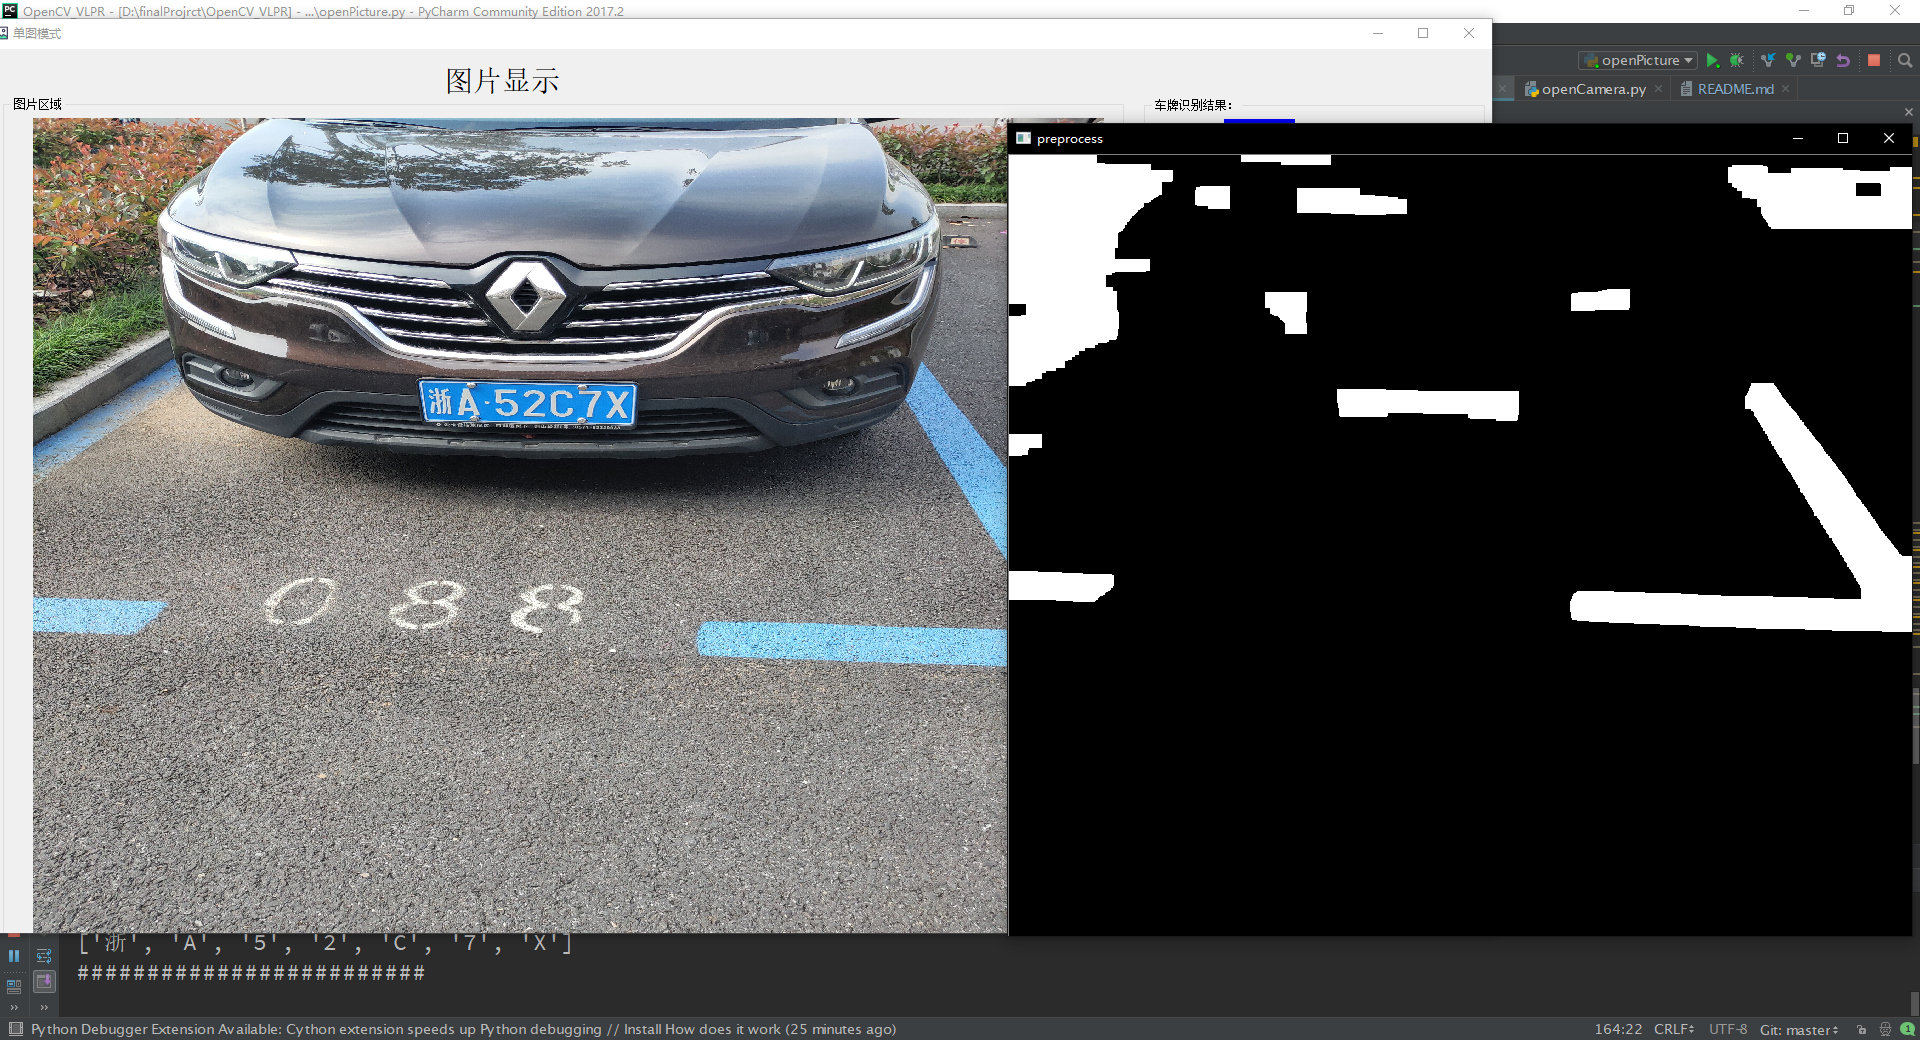 OpenCV_VLPR - [D:\finalProjrct\OpenCV_VLPR] - ...\openPicture.py - PyCharm Community Edition 2017.2
单图模式
图片显示
openPicture
openCamera.py
README.md
图片区域
车牌识别结果：
preprocess
浙A·52C7X
088
['浙', 'A', '5', '2', 'C', '7', 'X']
#########################
Python Debugger Extension Available: Cython extension speeds up Python debugging // Install How does it work (25 minutes ago)
164:22 CRLF UTF-8 Git: master 1